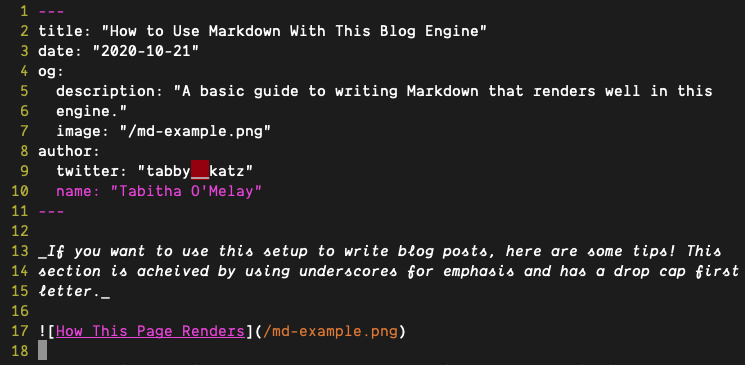 1 ---
2 title: "How to Use Markdown With This Blog Engine"
3 date: "2020-10-21"
4 og:
5   description: "A basic guide to writing Markdown that renders well in this
6   engine."
7   image: "/md-example.png"
8 author:
9   twitter: "tabby__katz"
10   name: "Tabitha O'Melay"
11 ---
12
13 _If you want to use this setup to write blog posts, here are some tips! This
14 section is acheived by using underscores for emphasis and has a drop cap first
15 letter._
16
17 ![How This Page Renders](/md-example.png)
18